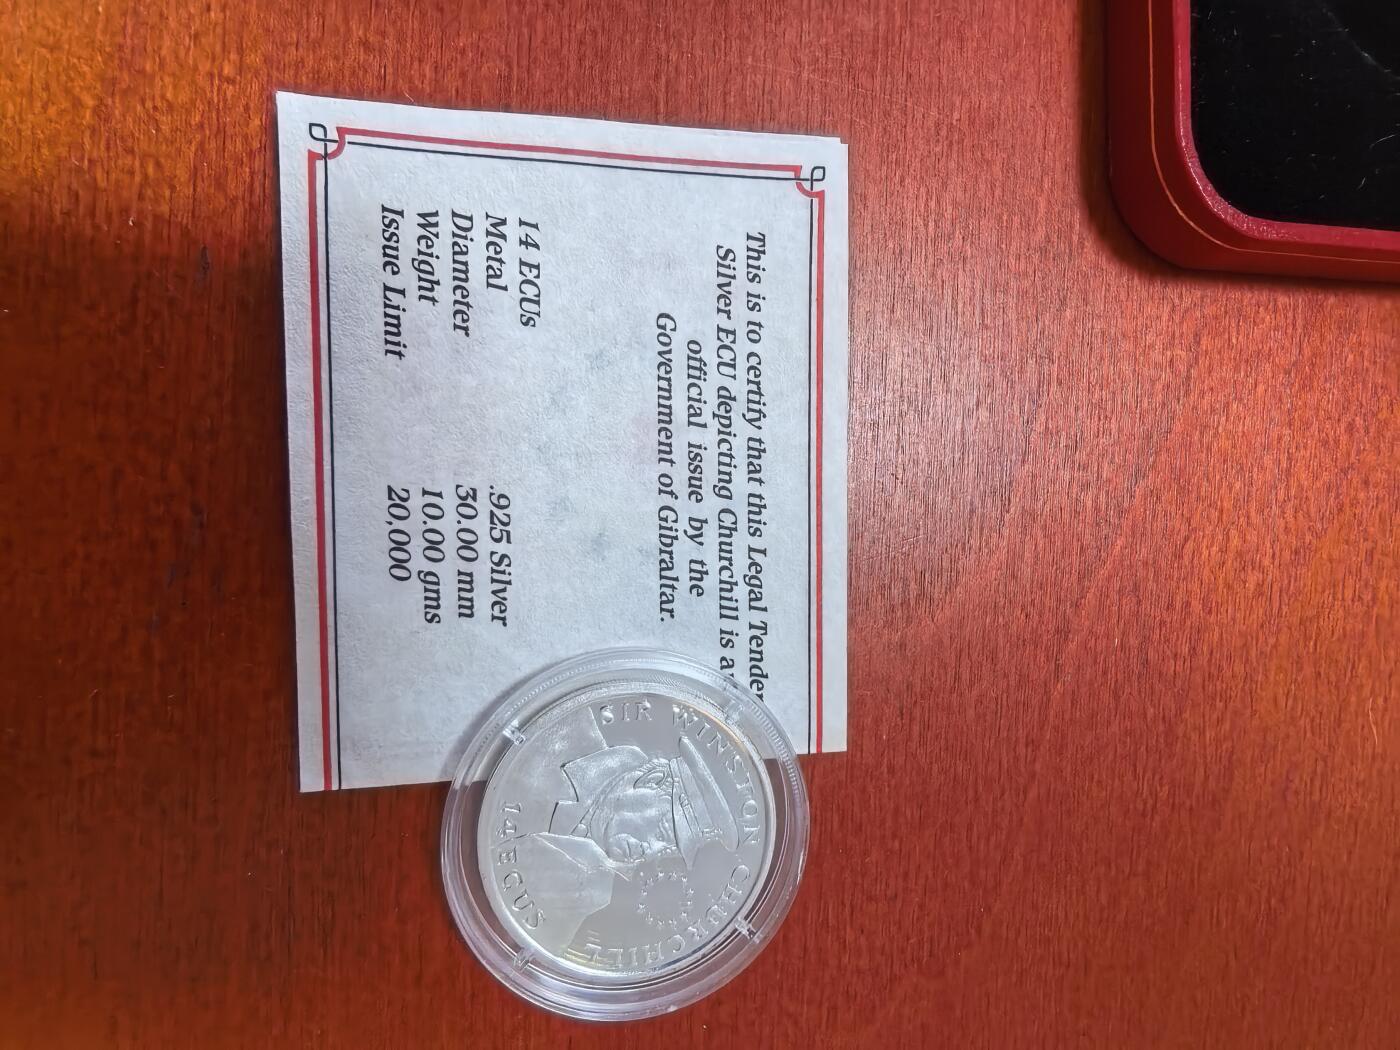 This is to certify that this Legal Tender
Silver ECU depicting Churchill is
official issue by the
Government of Gibraltar.
14 ECUs
Metal .925 Silver
Diameter 30.00 mm
Weight 10.00 gms
Issue Limit 20,000
SIR WINSTON CHURCHILL
14 ECUS